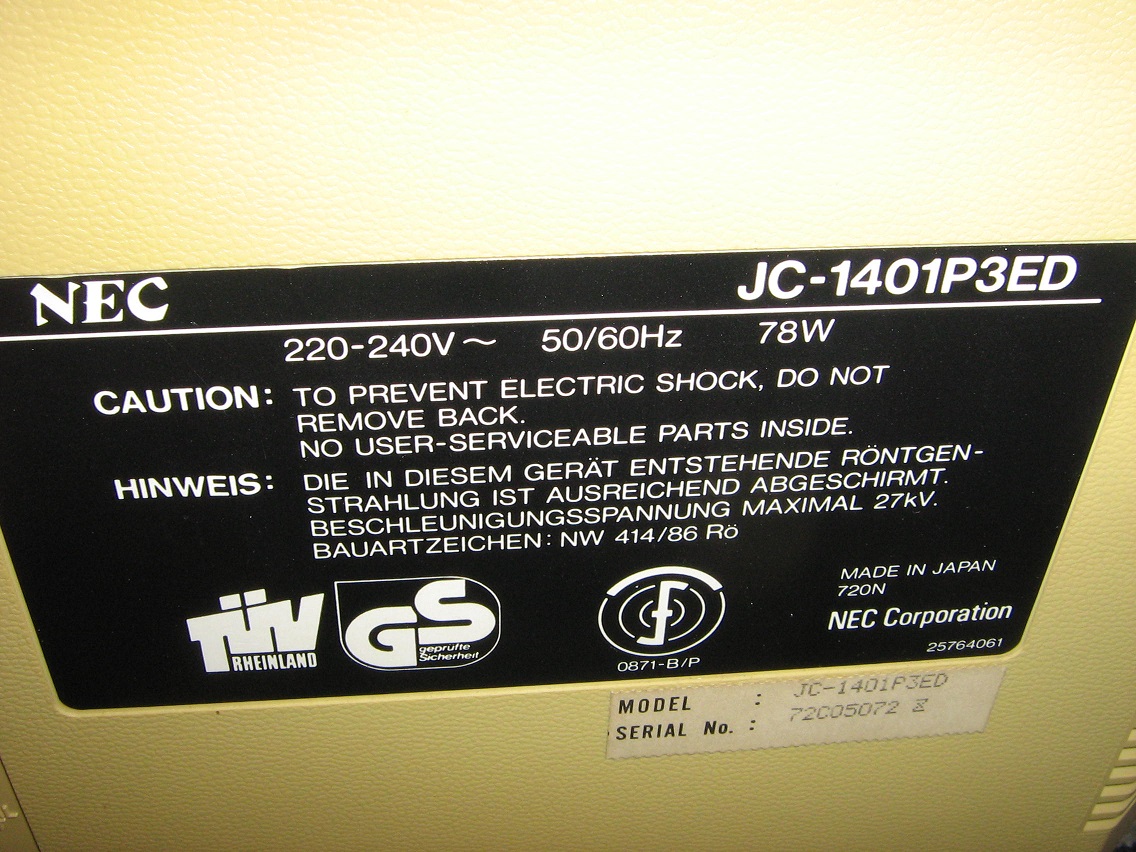 NEC
JC-1401P3ED
220-240V ~ 50/60Hz 78W
CAUTION: TO PREVENT ELECTRIC SHOCK, DO NOT
REMOVE BACK.
NO USER-SERVICEABLE PARTS INSIDE.
HINWEIS: DIE IN DIESEM GERÄT ENTSTEHENDE RÖNTGEN-
STRAHLUNG IST AUSREICHEND ABGESCHIRMT.
BESCHLEUNIGUNGSSPANNUNG MAXIMAL 27kV.
BAUARTZEICHEN: NW 414/86 Rö
TÜV
RHEINLAND
GS
geprüfte
Sicherheit
0871-B/P
MADE IN JAPAN
720N
NEC Corporation
25764061
MODEL : JC-1401P3ED
SERIAL No. : 72C05072